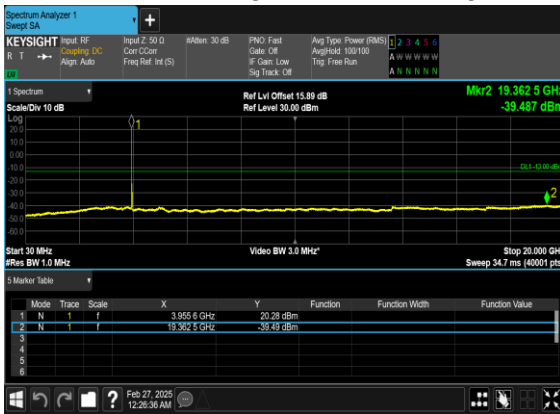 Spectrum Analyzer 1
Swept SA
+
KEYSIGHT Input: RF Input Z: 50 Ω #Atten: 30 dB PNO: Fast Avg Type: Power (RMS) 1 2 3 4 5 6
R T Coupling: DC Corr CCorr Gate: Off Avg|Hold: 100/100 A W W W W W
Align: Auto Freq Ref: Int (S) IF Gain: Low Trig: Free Run
Sig Track: Off A N N N N N
1 Spectrum Ref Lvl Offset 15.89 dB Mkr2 19.362 5 GHz
Scale/Div 10 dB Ref Level 30.00 dBm -39.487 dBm
Log
20.0 1
10.0
0.00
-10.0 DL1 -13.00 dBm
-20.0
-30.0 2
-40.0
-50.0
-60.0
Start 30 MHz Video BW 3.0 MHz* Stop 20.000 GH
#Res BW 1.0 MHz Sweep 34.7 ms (40001 pts
5 Marker Table
Mode Trace Scale X Y Function Function Width Function Value
1 N 1 f 3.955 6 GHz 20.28 dBm
2 N 1 f 19.362 5 GHz -39.49 dBm
3
4
5
6
? Feb 27, 2025
12:26:36 AM